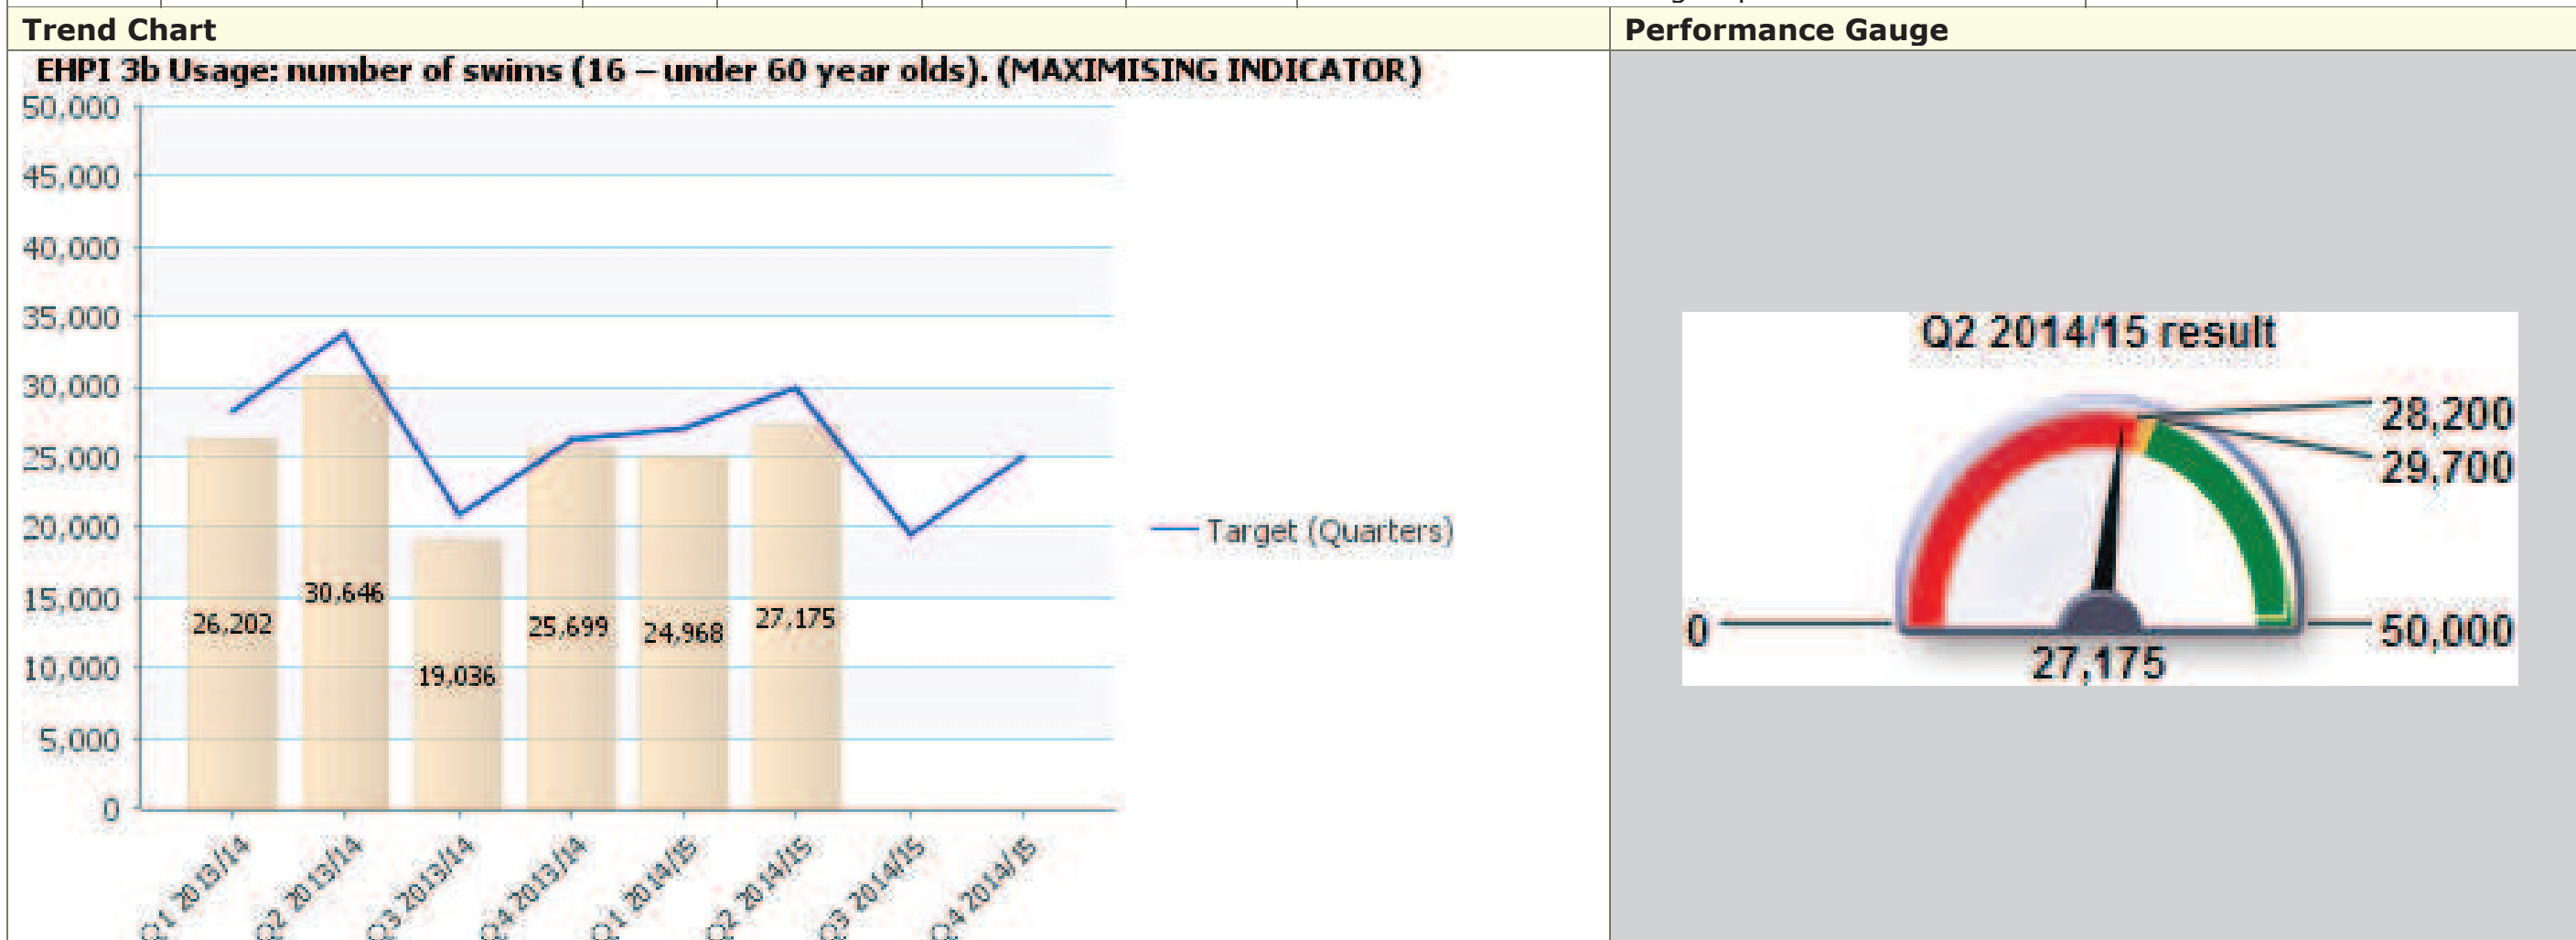 Trend Chart
Performance Gauge
EHPI 3b Usage: number of swims (16 – under 60 year olds). (MAXIMISING INDICATOR)
50,000
45,000
40,000
35,000
30,000
25,000
20,000
15,000
10,000
5,000
0
26,202
30,646
19,036
25,699
24,968
27,175
Q1 2013/14
Q2 2013/14
Q3 2013/14
Q4 2013/14
Q1 2014/15
Q2 2014/15
Q3 2014/15
Q4 2014/15
Target (Quarters)
Q2 2014/15 result
28,200
29,700
0
50,000
27,175